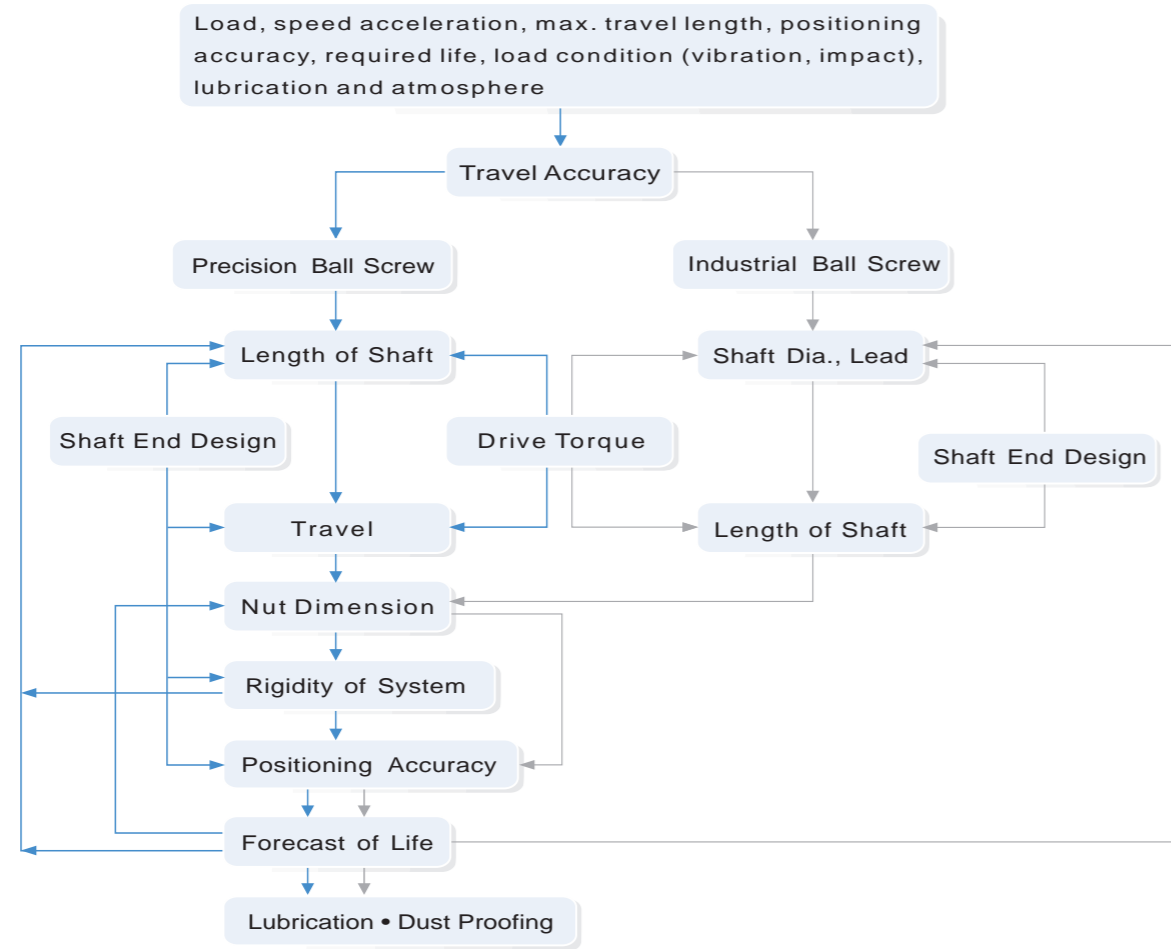 Load, speed acceleration, max. travel length, positioning
accuracy, required life, load condition (vibration, impact),
lubrication and atmosphere
Travel Accuracy
Precision Ball Screw
Industrial Ball Screw
Length of Shaft
Shaft Dia., Lead
Shaft End Design
Drive Torque
Shaft End Design
Travel
Length of Shaft
Nut Dimension
Rigidity of System
Positioning Accuracy
Forecast of Life
Lubrication • Dust Proofing